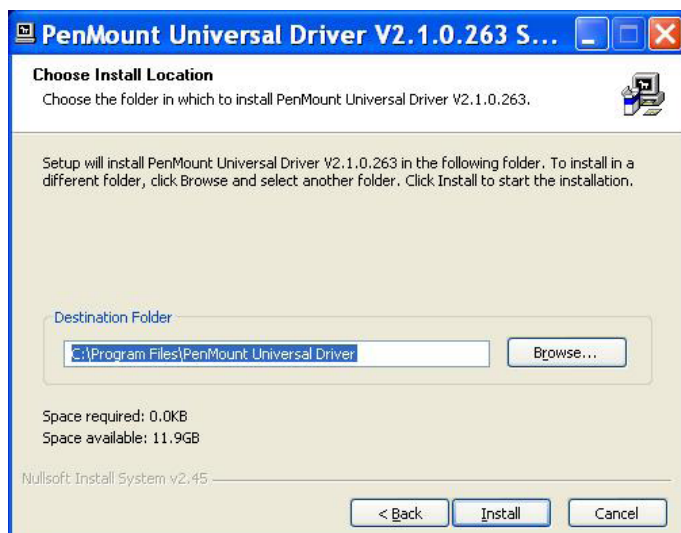 PenMount Universal Driver V2.1.0.263 S...
Choose Install Location
Choose the folder in which to install PenMount Universal Driver V2.1.0.263.
Setup will install PenMount Universal Driver V2.1.0.263 in the following folder. To install in a
different folder, click Browse and select another folder. Click Install to start the installation.
Destination Folder
C:\Program Files\PenMount Universal Driver
Browse...
Space required: 0.0KB
Space available: 11.9GB
Nullsoft Install System v2.45
< Back
Install
Cancel